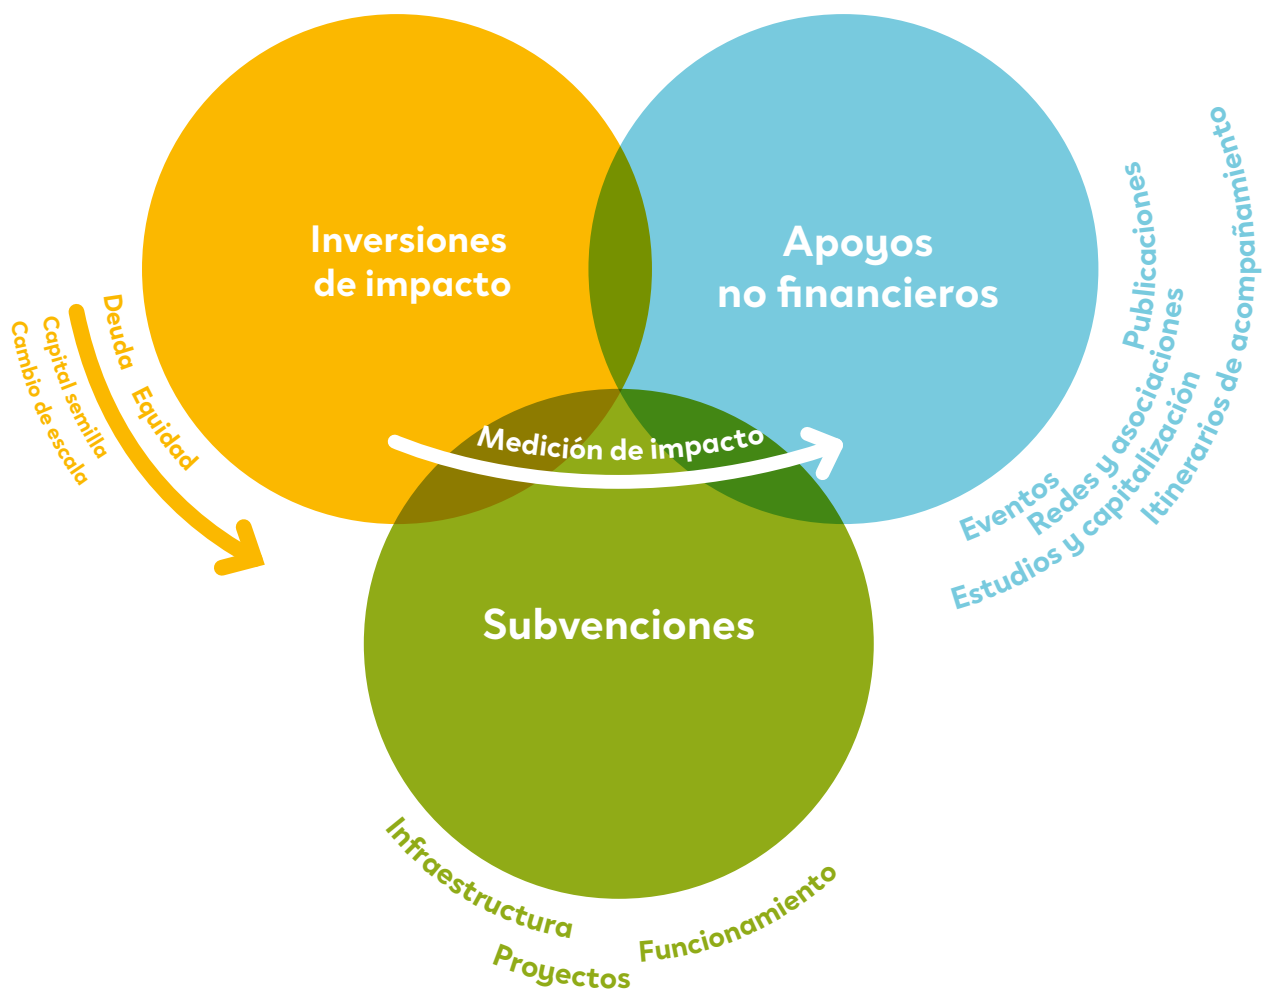 Inversiones
de impacto
Apoyos
no financieros
Medición de impacto
Subvenciones
Deuda
Equidad
Capital semilla
Cambio de escala
Publicaciones
Eventos
Redes y asociaciones
Estudios y capitalización
Itinerarios de acompañamiento
Infraestructura
Proyectos
Funcionamiento